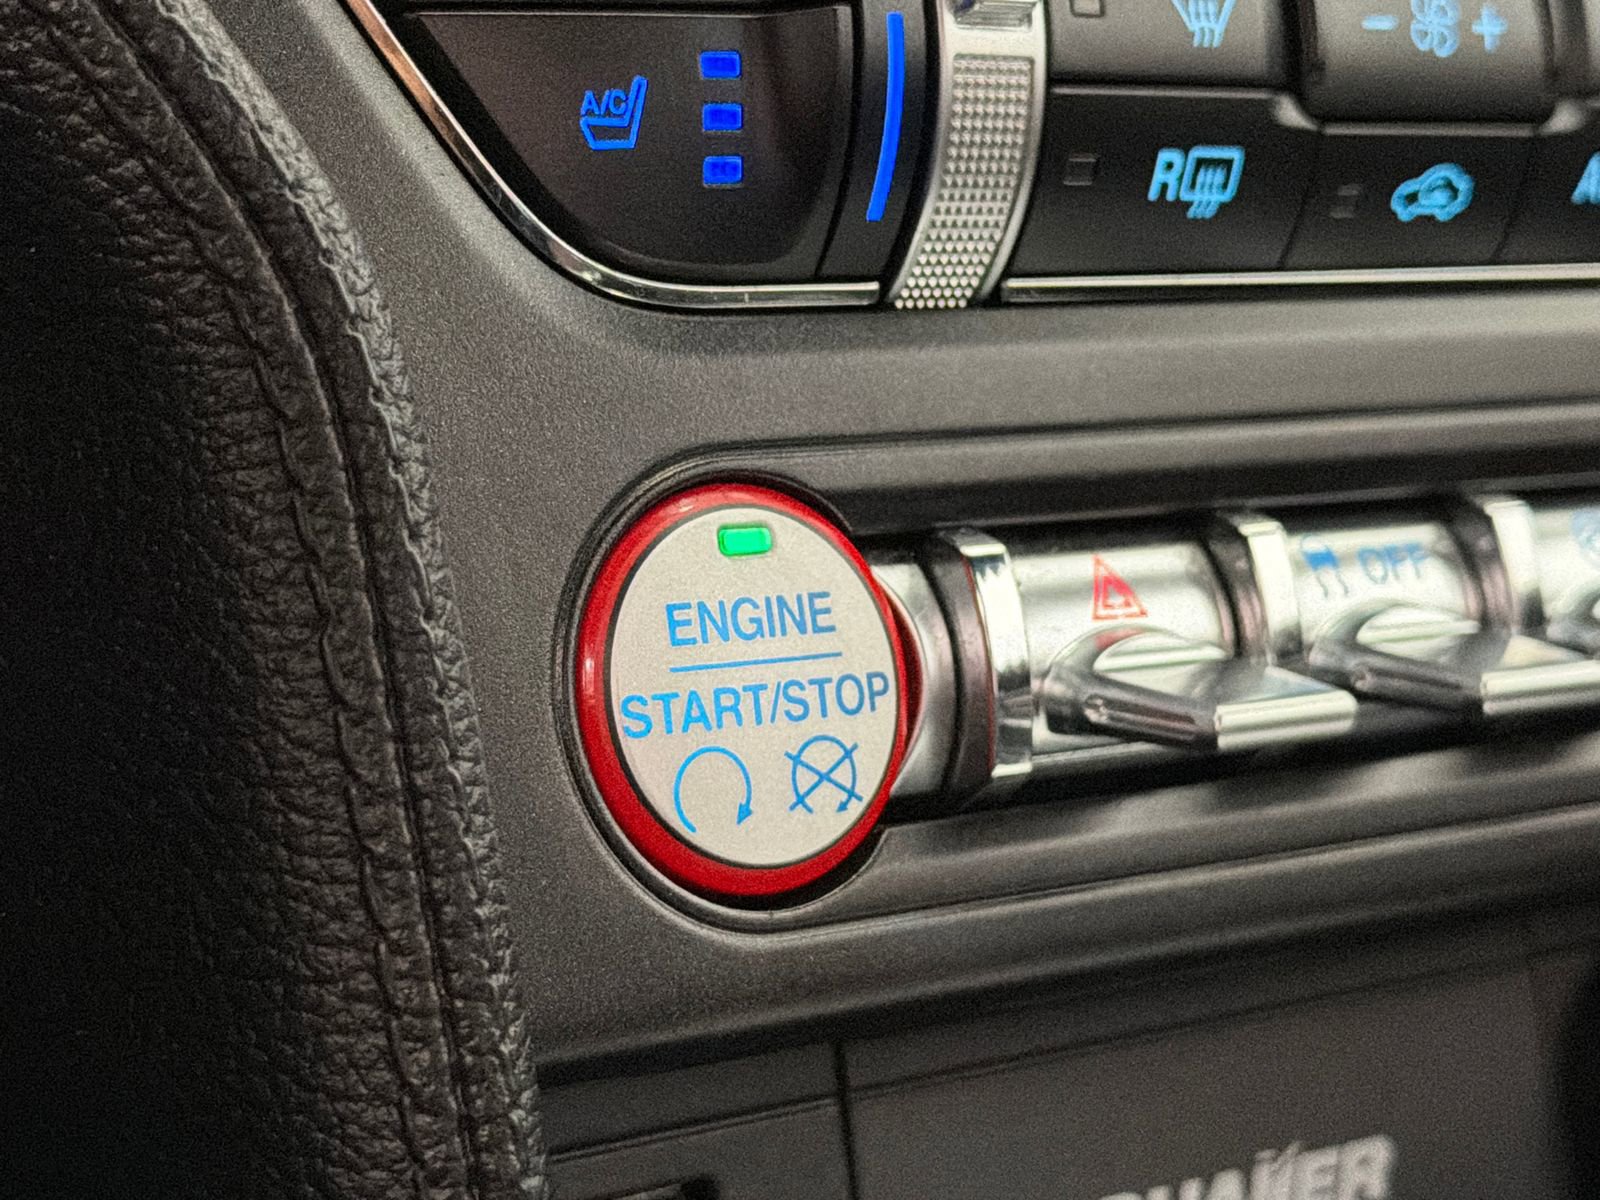 A/C
- +
R
ENGINE
START/STOP
OFF